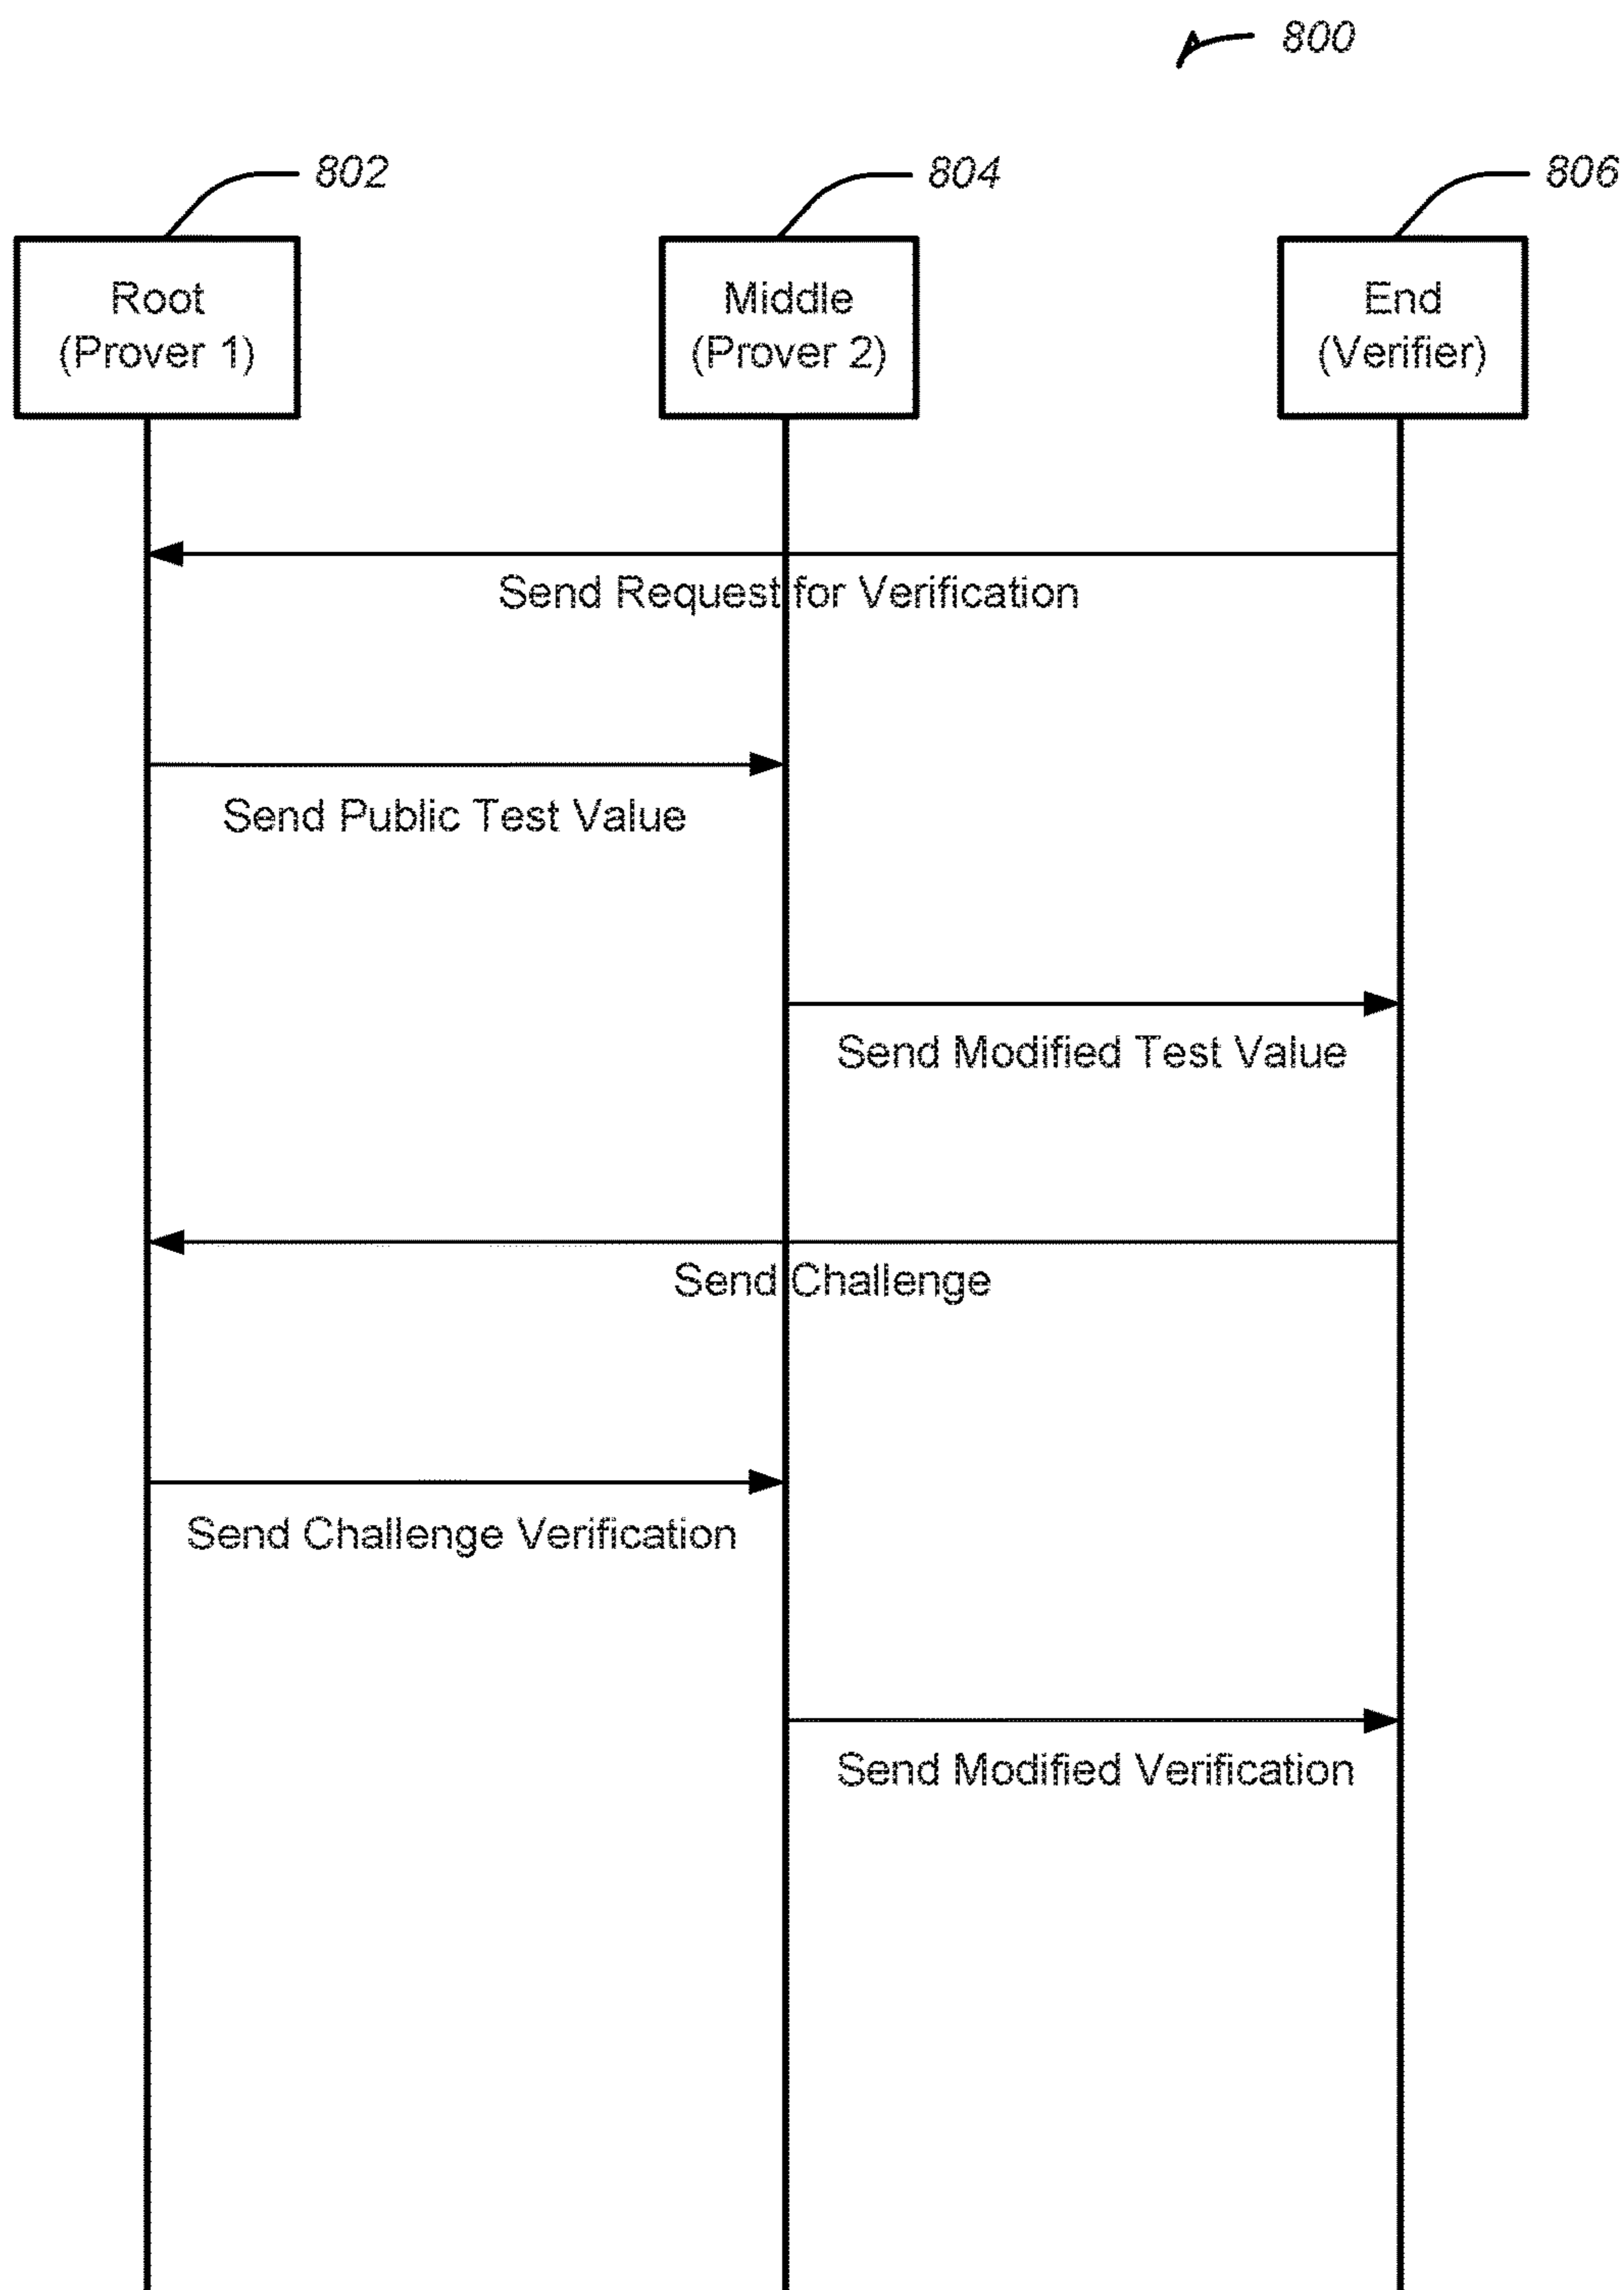 800
802
804
806
Root
(Prover 1)
Middle
(Prover 2)
End
(Verifier)
Send Request for Verification
Send Public Test Value
Send Modified Test Value
Send Challenge
Send Challenge Verification
Send Modified Verification